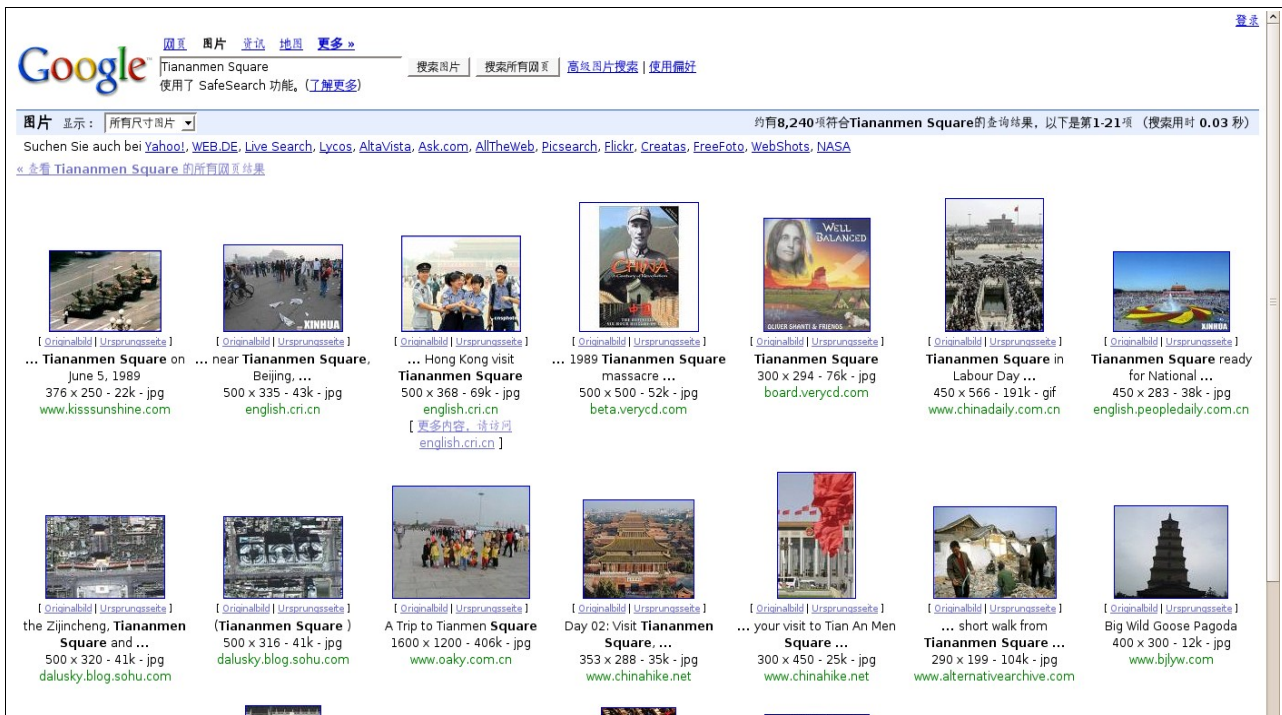 登录
网页 图片 资讯 地图 更多 »
Google™
Tiananmen Square 搜索图片 搜索所有网页 高级图片搜索 | 使用偏好
使用了 SafeSearch 功能。(了解更多)
图片 显示： 所有尺寸图片 约有8,240项符合Tiananmen Square的查询结果，以下是第1-21项 （搜索用时 0.03 秒）
Suchen Sie auch bei Yahoo!, WEB.DE, Live Search, Lycos, AltaVista, Ask.com, AllTheWeb, Picsearch, Flickr, Creatas, FreeFoto, WebShots, NASA
« 查看 Tiananmen Square 的所有网页结果
XINHUA
cnsphoto
CHINA
中国
WELL BALANCED
OLIVER SHANTI & FRIENDS
XINHUA
[ Originalbild | Ursprungsseite ]
... Tiananmen Square on
June 5, 1989
376 x 250 - 22k - jpg
www.kisssunshine.com
[ Originalbild | Ursprungsseite ]
... near Tiananmen Square,
Beijing, ...
500 x 335 - 43k - jpg
english.cri.cn
[ Originalbild | Ursprungsseite ]
... Hong Kong visit
Tiananmen Square
500 x 368 - 69k - jpg
english.cri.cn
[ 更多内容，请访问
english.cri.cn ]
[ Originalbild | Ursprungsseite ]
... 1989 Tiananmen Square
massacre ...
500 x 500 - 52k - jpg
beta.verycd.com
[ Originalbild | Ursprungsseite ]
Tiananmen Square
300 x 294 - 76k - jpg
board.verycd.com
[ Originalbild | Ursprungsseite ]
Tiananmen Square in
Labour Day ...
450 x 566 - 191k - gif
www.chinadaily.com.cn
[ Originalbild | Ursprungsseite ]
Tiananmen Square ready
for National ...
450 x 283 - 38k - jpg
english.peopledaily.com.cn
[ Originalbild | Ursprungsseite ]
the Zijincheng, Tiananmen
Square and ...
500 x 320 - 41k - jpg
dalusky.blog.sohu.com
[ Originalbild | Ursprungsseite ]
(Tiananmen Square )
500 x 316 - 41k - jpg
dalusky.blog.sohu.com
[ Originalbild | Ursprungsseite ]
A Trip to Tianmen Square
1600 x 1200 - 406k - jpg
www.oaky.com.cn
[ Originalbild | Ursprungsseite ]
Day 02: Visit Tiananmen
Square, ...
353 x 288 - 35k - jpg
www.chinahike.net
[ Originalbild | Ursprungsseite ]
... your visit to Tian An Men
Square ...
300 x 450 - 25k - jpg
www.chinahike.net
[ Originalbild | Ursprungsseite ]
... short walk from
Tiananmen Square ...
290 x 199 - 104k - jpg
www.alternativearchive.com
[ Originalbild | Ursprungsseite ]
Big Wild Goose Pagoda
400 x 300 - 12k - jpg
www.bjlyw.com